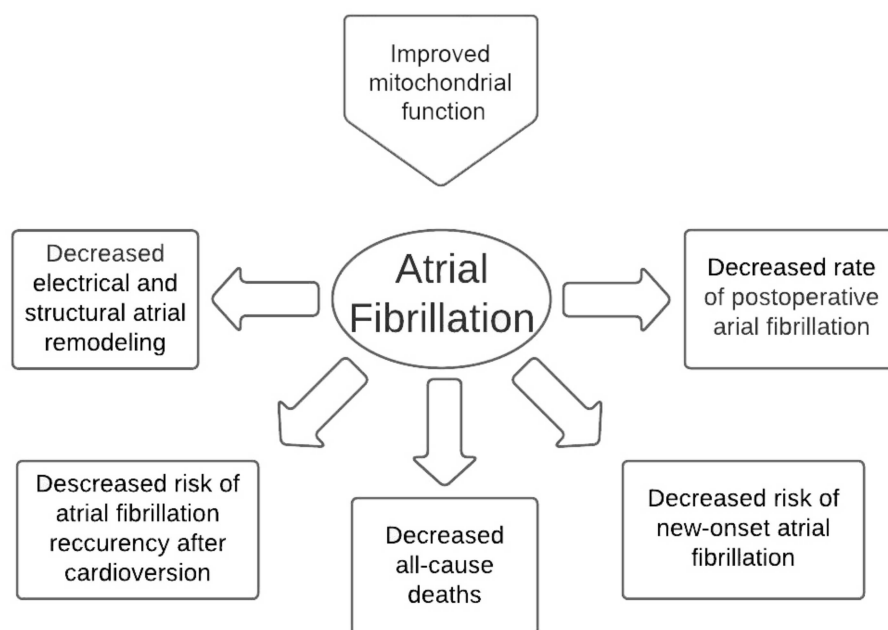 Improved
mitochondrial
function
Decreased
electrical and
structural atrial
remodeling
Atrial
Fibrillation
Decreased rate
of postoperative
arial fibrillation
Descreased risk of
atrial fibrillation
reccurency after
cardioversion
Decreased
all-cause
deaths
Decreased risk of
new-onset atrial
fibrillation